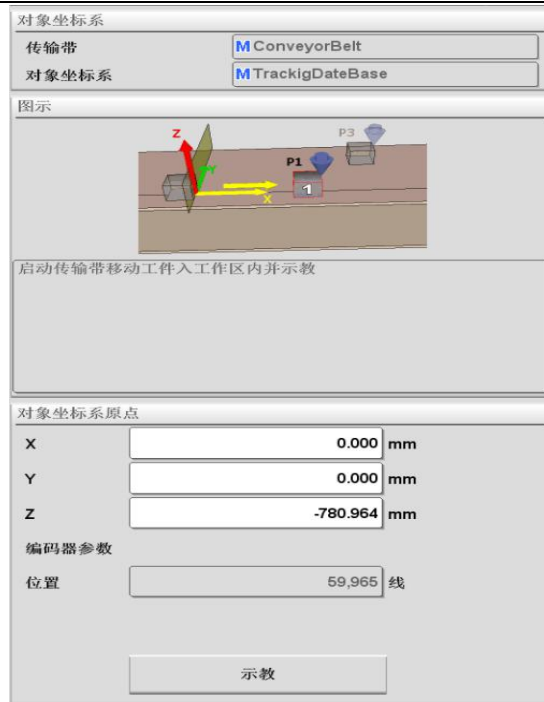 对象坐标系
传输带 M ConveyorBelt
对象坐标系 M TrackigDateBase
图示
Z Y X P1 1 P3
启动传输带移动工件入工作区内并示教
对象坐标系原点
X 0.000 mm
Y 0.000 mm
Z -780.964 mm
编码器参数
位置 59,965 线
示教